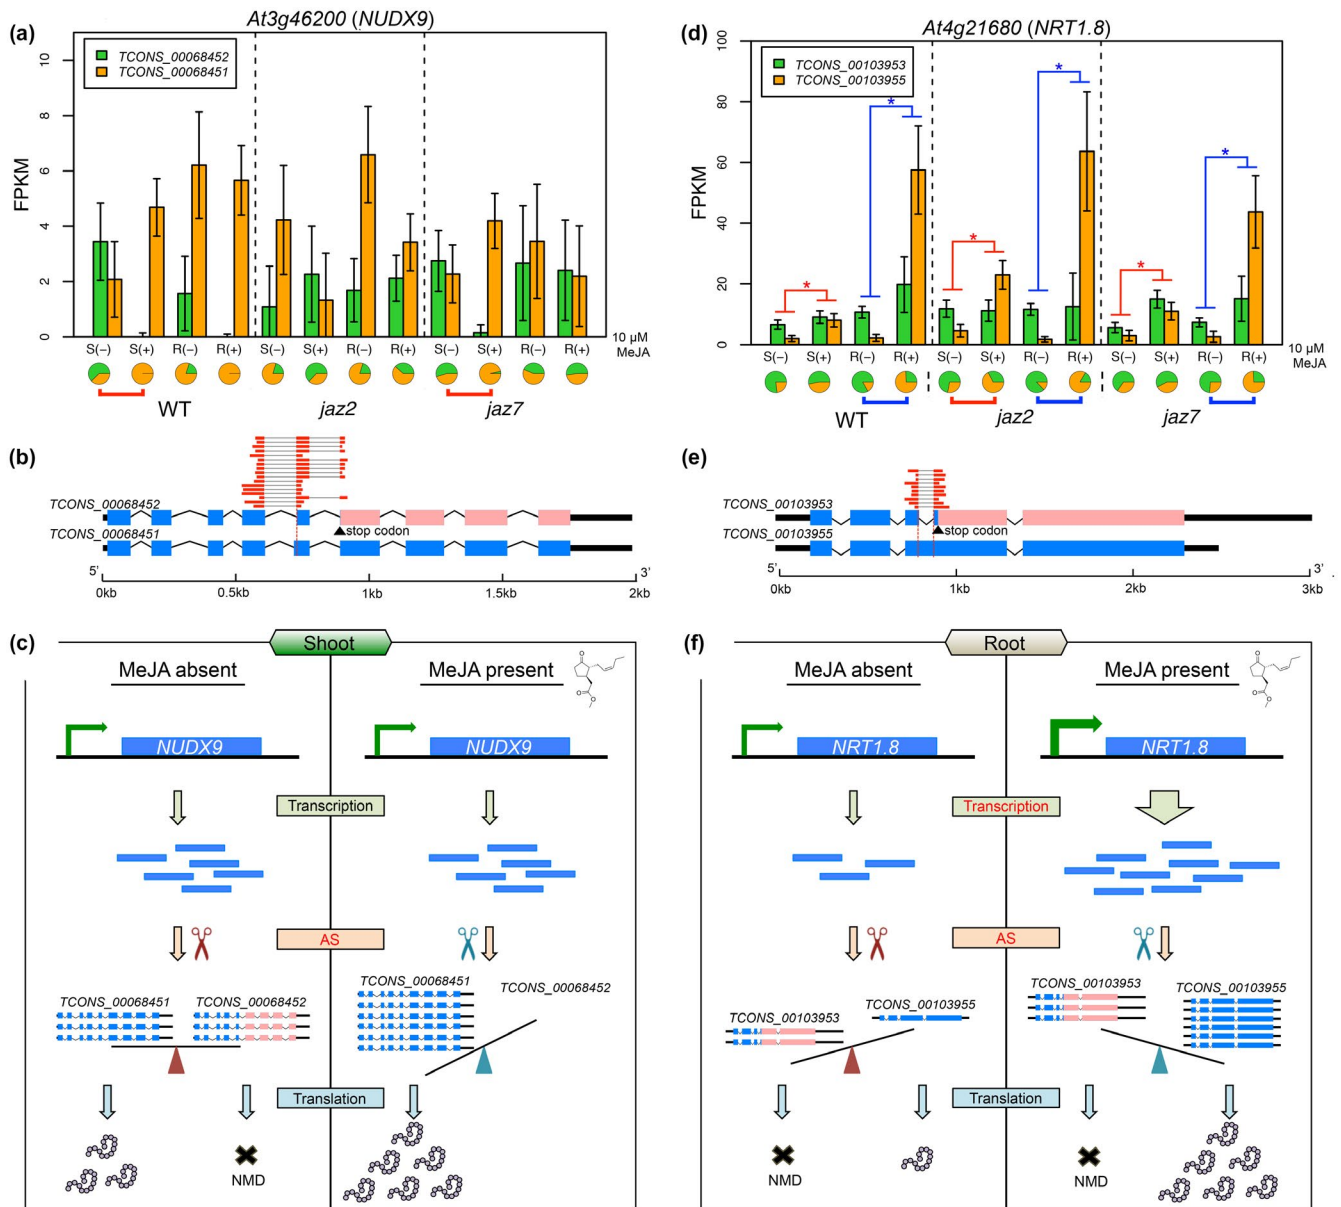 (a)
At3g46200 (NUDX9)
TCONS_00068452
TCONS_00068451
FPKM
10
8
6
4
2
0
S(−) S(+) R(−) R(+) S(−) S(+) R(−) R(+) S(−) S(+) R(−) R(+)
10 µM
MeJA
WT jaz2 jaz7
(d)
At4g21680 (NRT1.8)
TCONS_00103953
TCONS_00103955
FPKM
100
80
60
40
20
0
* * * * * *
S(−) S(+) R(−) R(+) S(−) S(+) R(−) R(+) S(−) S(+) R(−) R(+)
10 µM
MeJA
WT jaz2 jaz7
(b)
TCONS_00068452
stop codon
TCONS_00068451
5' 3'
0kb 0.5kb 1kb 1.5kb 2kb
(e)
TCONS_00103953
stop codon
TCONS_00103955
5' 3'
0kb 1kb 2kb 3kb
(c)
Shoot
MeJA absent MeJA present
NUDX9 NUDX9
Transcription
AS
TCONS_00068451 TCONS_00068452 TCONS_00068451 TCONS_00068452
Translation
NMD
(f)
Root
MeJA absent MeJA present
NRT1.8 NRT1.8
Transcription
AS
TCONS_00103953 TCONS_00103955 TCONS_00103953 TCONS_00103955
Translation
NMD NMD